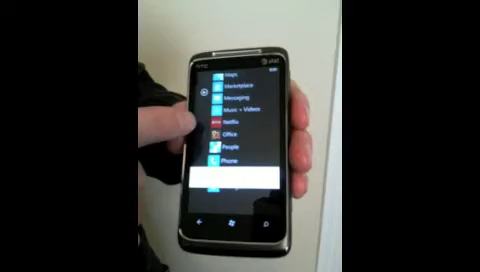 hTC
at&t
Maps
Marketplace
Messaging
Music + Videos
Netflix
Office
People
Phone